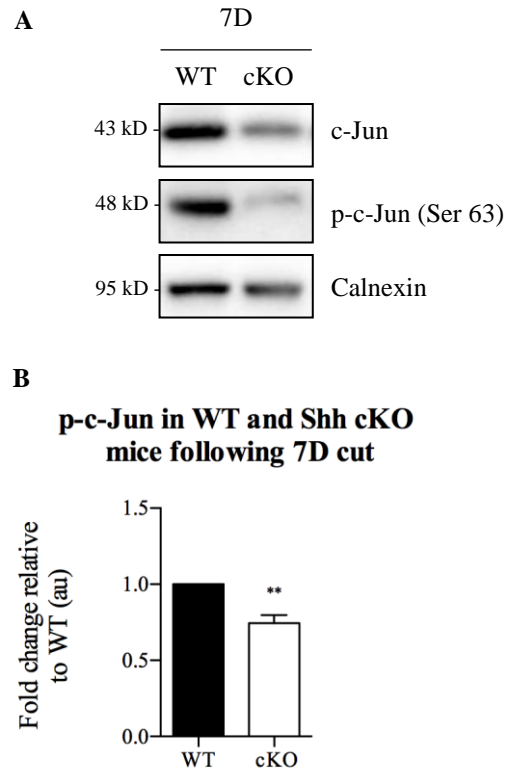 A
7D
WT cKO
43 kD c-Jun
48 kD p-c-Jun (Ser 63)
95 kD Calnexin
B
p-c-Jun in WT and Shh cKO
mice following 7D cut
Fold change relative
to WT (au)
1.5
1.0
0.5
0.0
**
WT cKO